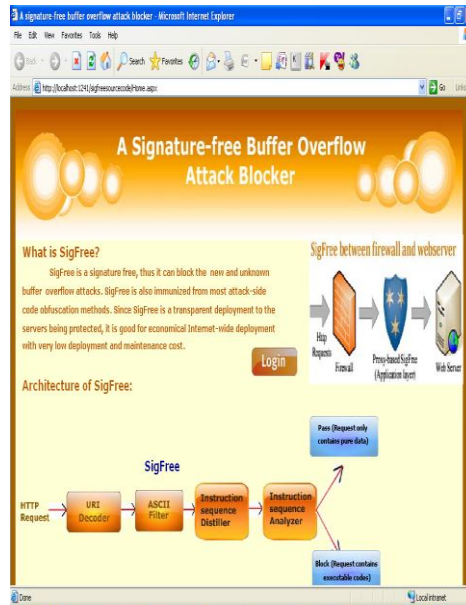 A signature-free buffer overflow attack blocker - Microsoft Internet Explorer
File Edit View Favorites Tools Help
Back Search Favorites
Address http://localhost:1241/sigfreesourcecode/Home.aspx Go Links
A Signature-free Buffer Overflow
Attack Blocker
What is SigFree?
SigFree is a signature free, thus it can block the new and unknown
buffer overflow attacks. SigFree is also immunized from most attack-side
code obfuscation methods. Since SigFree is a transparent deployment to the
servers being protected, it is good for economical Internet-wide deployment
with very low deployment and maintenance cost.
Login
SigFree between firewall and webserver
Http
Requests
Firewall
Proxy-based SigFree
(Application layer)
Web Server
Architecture of SigFree:
SigFree
HTTP
Request
URI
Decoder
ASCII
Filter
Instruction
sequence
Distiller
Instruction
sequence
Analyzer
Pass (Request only
contains pure data)
Block (Request contains
executable codes)
Done
Local intranet